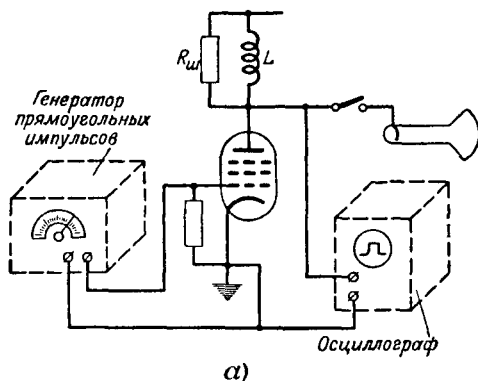 Rш
L
Генератор
прямоугольных
импульсов
Осциллограф
а)